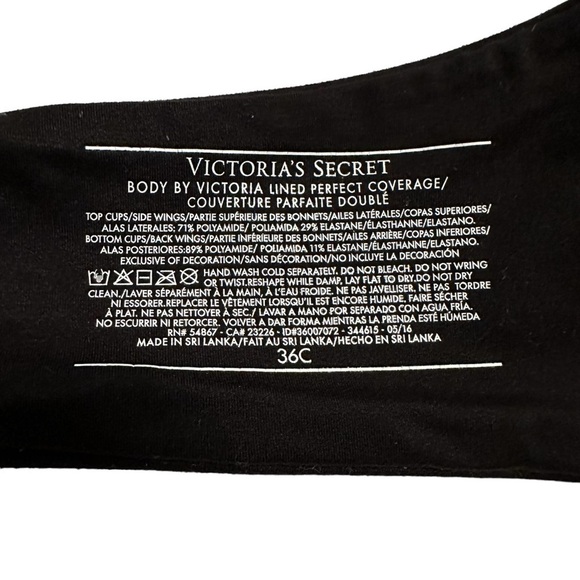 VICTORIA'S SECRET
BODY BY VICTORIA LINED PERFECT COVERAGE/
COUVERTURE PARFAITE DOUBLÉ
TOP CUPS/SIDE WINGS/PARTIE SUPÉRIEURE DES BONNETS/AILES LATÉRALES/COPAS SUPERIORES/
ALAS LATERALES: 71% POLYAMIDE/ POLIAMIDA 29% ELASTANE/ÉLASTHANNE/ELASTANO.
BOTTOM CUPS/BACK WINGS/PARTIE INFÉRIEURE DES BONNETS/AILES ARRIÈRE/COPAS INFERIORES/
ALAS POSTERIORES:89% POLYAMIDE/ POLIAMIDA 11% ELASTANE/ÉLASTHANNE/ELASTANO.
EXCLUSIVE OF DECORATION/SANS DÉCORATION/NO INCLUYE LA DECORACIÓN
HAND WASH COLD SEPARATELY. DO NOT BLEACH. DO NOT WRING
OR TWIST.RESHAPE WHILE DAMP, LAY FLAT TO DRY. DO NOT DRY
CLEAN./LAVER SÉPARÉMENT À LA MAIN, À L'EAU FROIDE. NE PAS JAVELLISER. NE PAS TORDRE
NI ESSORER.REPLACER LE VÊTEMENT LORSQU'IL EST ENCORE HUMIDE. FAIRE SÉCHER
À PLAT. NE PAS NETTOYER À SEC./ LAVAR A MANO POR SEPARADO CON AGUA FRÍA.
NO ESCURRIR NI RETORCER. VOLVER A DAR FORMA MIENTRAS LA PRENDA ESTÉ HÚMEDA
RN# 54867 - CA# 23226 - ID#36007072 - 344615 - 05/16
MADE IN SRI LANKA/FAIT AU SRI LANKA/HECHO EN SRI LANKA
36C